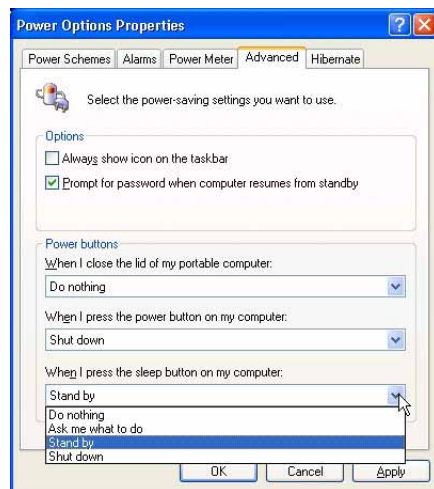 Power Options Properties
Power Schemes Alarms Power Meter Advanced Hibernate
Select the power-saving settings you want to use.
Options
Always show icon on the taskbar
Prompt for password when computer resumes from standby
Power buttons
When I close the lid of my portable computer:
Do nothing
When I press the power button on my computer:
Shut down
When I press the sleep button on my computer:
Stand by
Do nothing
Ask me what to do
Stand by
Shut down
OK Cancel Apply